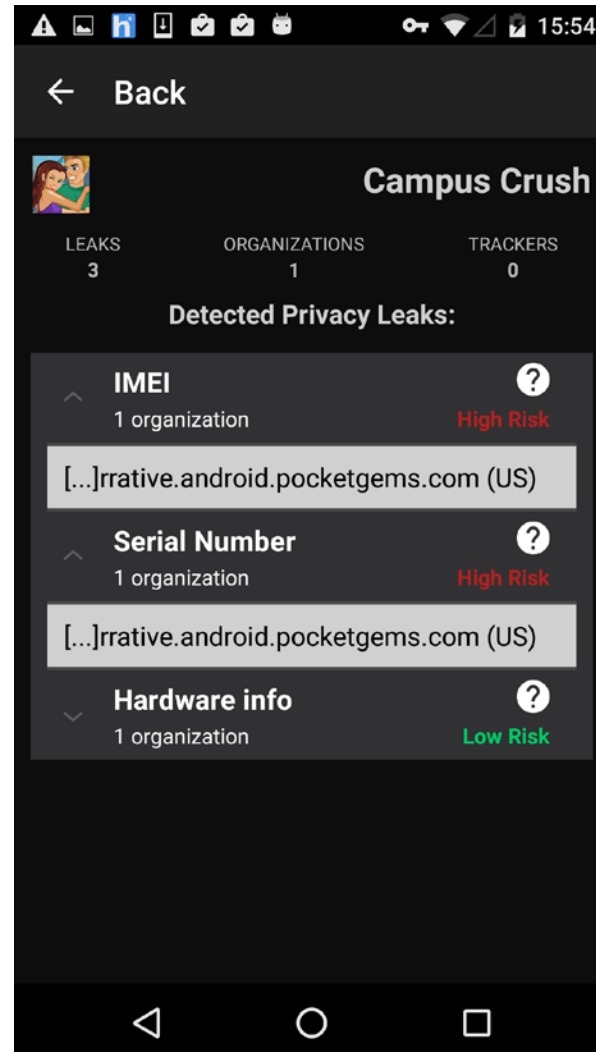 15:54
Back
Campus Crush
LEAKS ORGANIZATIONS TRACKERS
3 1 0
Detected Privacy Leaks:
IMEI ?
1 organization High Risk
[...]rrative.android.pocketgems.com (US)
Serial Number ?
1 organization High Risk
[...]rrative.android.pocketgems.com (US)
Hardware info ?
1 organization Low Risk